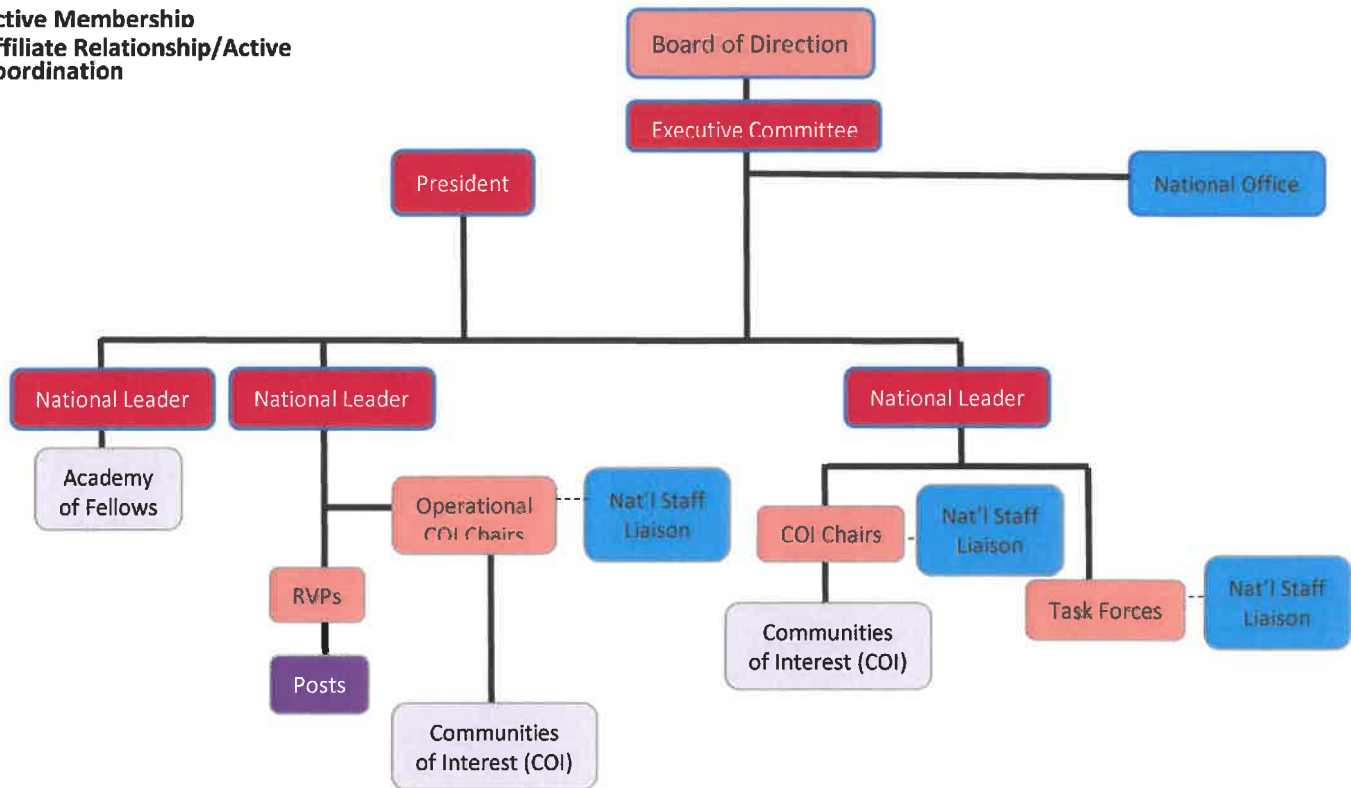 ctive Membership
ffiliate Relationship/Active
oordination
Board of Direction
Executive Committee
President
National Office
National Leader
National Leader
National Leader
Academy
of Fellows
Operational
COI Chairs
Nat'l Staff
Liaison
COI Chairs
Nat'l Staff
Liaison
RVPs
Task Forces
Nat'l Staff
Liaison
Posts
Communities
of Interest (COI)
Communities
of Interest (COI)